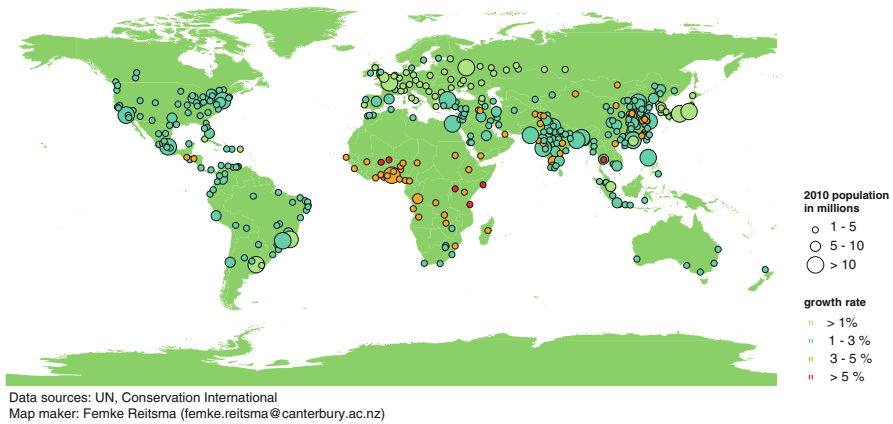 2010 population
in millions
1 - 5
5 - 10
> 10
growth rate
" > 1%
" 1 - 3 %
" 3 - 5 %
" > 5 %
Data sources: UN, Conservation International
Map maker: Femke Reitsma (femke.reitsma@canterbury.ac.nz)